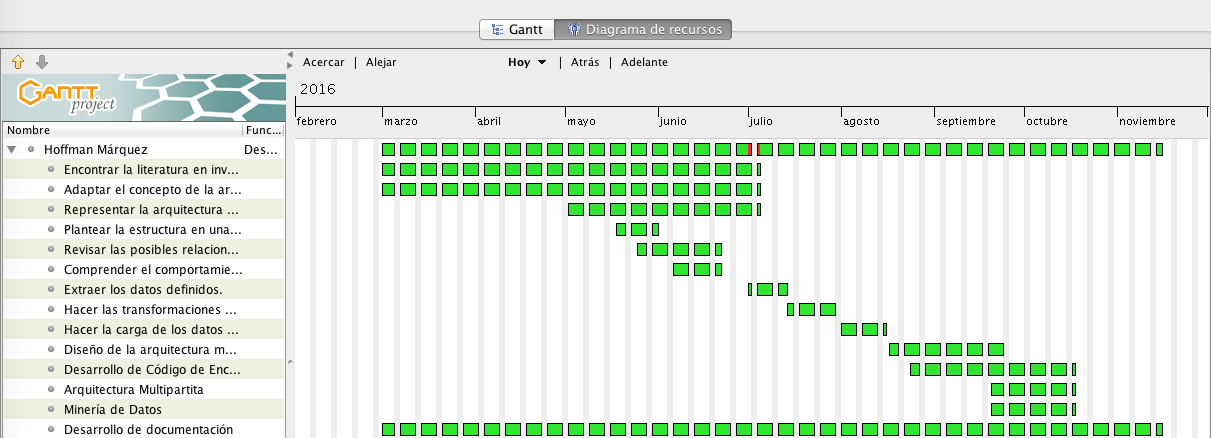 Gantt Diagrama de recursos
Acercar | Alejar Hoy | Atrás | Adelante
GANTT project
2016
febrero marzo abril mayo junio julio agosto septiembre octubre noviembre
Nombre Func...
Hoffman Márquez Des...
Encontrar la literatura en inv...
Adaptar el concepto de la ar...
Representar la arquitectura ...
Plantear la estructura en una...
Revisar las posibles relacion...
Comprender el comportamie...
Extraer los datos definidos.
Hacer las transformaciones ...
Hacer la carga de los datos ...
Diseño de la arquitectura m...
Desarrollo de Código de Enc...
Arquitectura Multipartita
Minería de Datos
Desarrollo de documentación